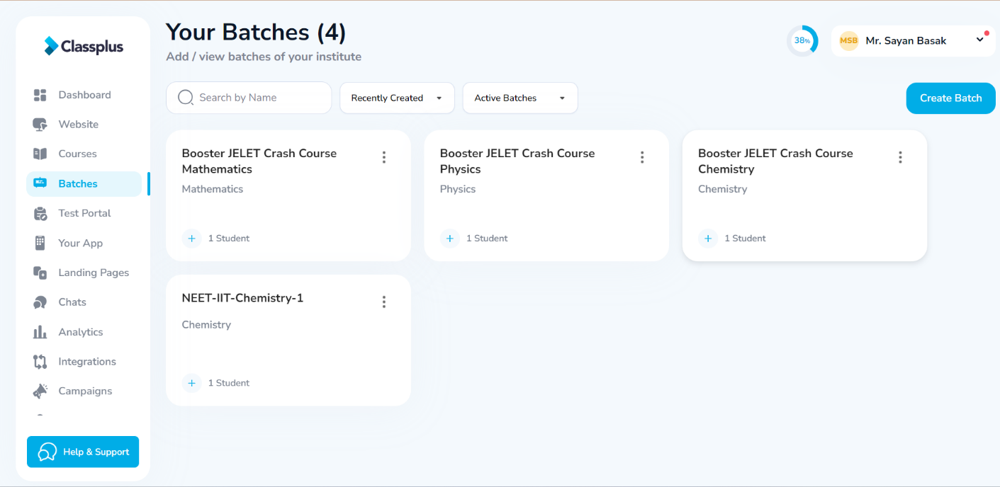 Classplus
Dashboard
Website
Courses
Batches
Test Portal
Your App
Landing Pages
Chats
Analytics
Integrations
Campaigns
Help & Support
Your Batches (4)
Add / view batches of your institute
38%
MSB
Mr. Sayan Basak
Search by Name
Recently Created
Active Batches
Create Batch
Booster JELET Crash Course
Mathematics
Mathematics
+ 1 Student
Booster JELET Crash Course
Physics
Physics
+ 1 Student
Booster JELET Crash Course
Chemistry
Chemistry
+ 1 Student
NEET-IIT-Chemistry-1
Chemistry
+ 1 Student